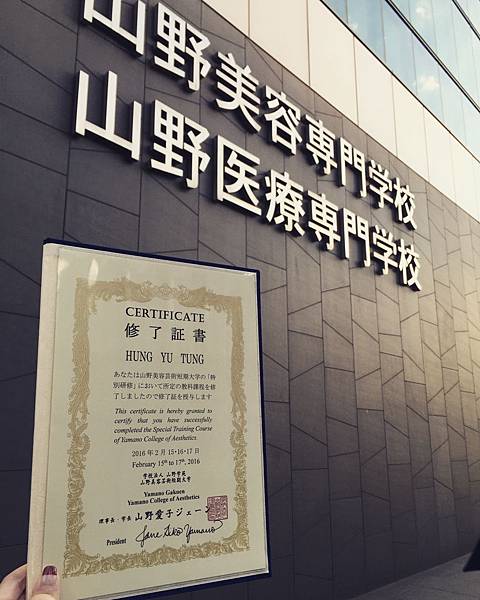 山野美容専門学校
山野医療専門学校
CERTIFICATE
修了証書
HUNG YU TUNG
あなたは山野美容芸術短期大学の「特
別研修」において所定の教科課程を修
了しましたので修了証を授与します
This certificate is hereby granted to
certify that you have successfully
completed the Special Training Course
of Yamano College of Aesthetics.
2016年2月15・16・17日
February 15th to 17th, 2016
学校法人 山野学苑
山野美容芸術短期大学
Yamano Gakuen
Yamano College of Aesthetics
理事長・学長 山野愛子ジェーン
President Jane Aiko Yamano